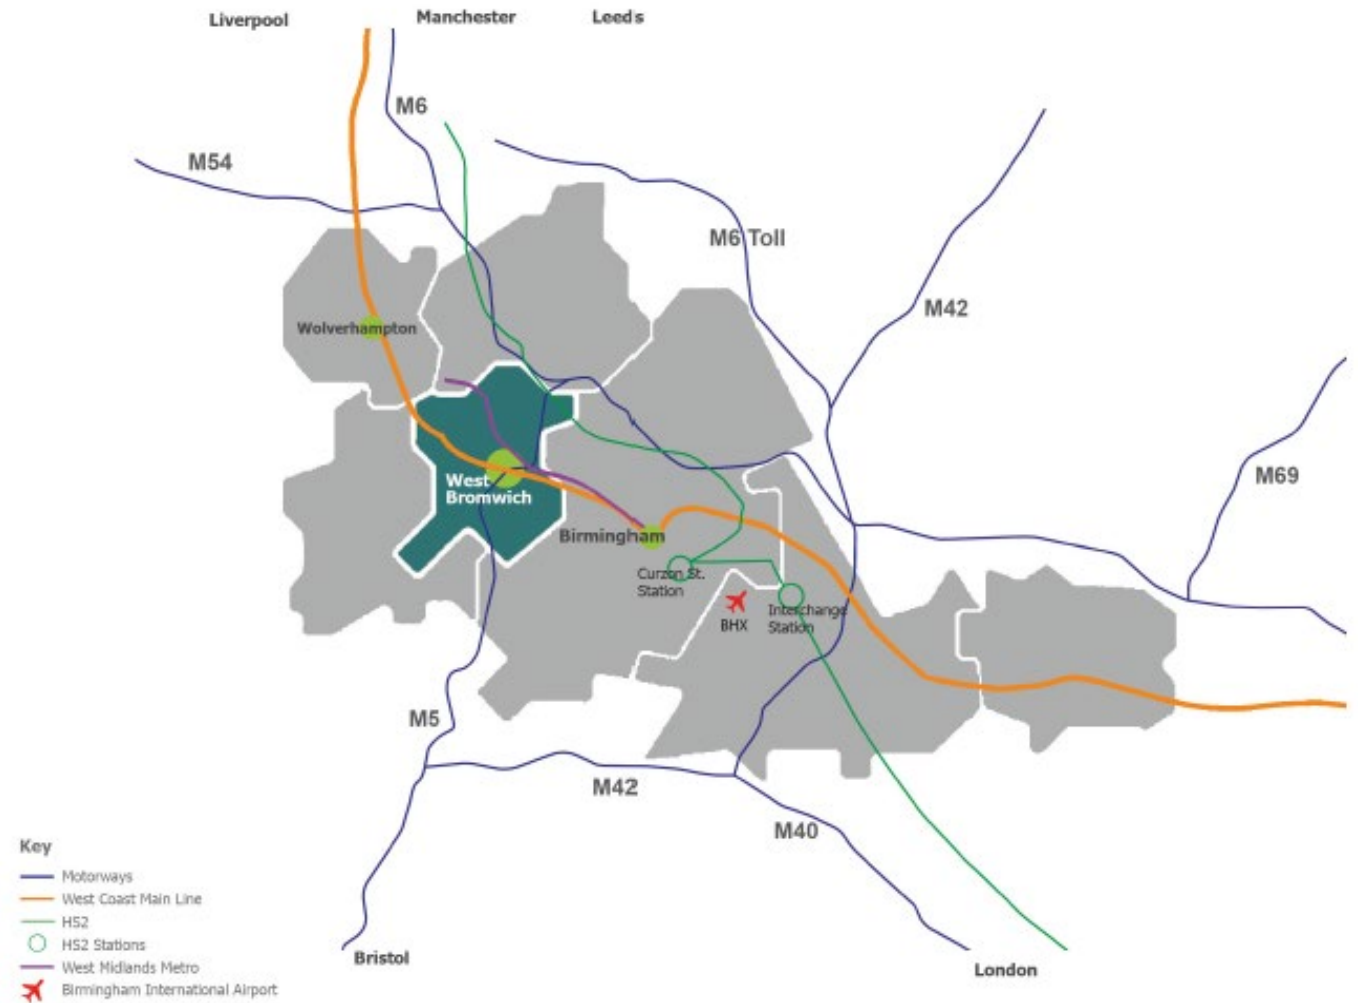 Liverpool
Manchester
Leeds
M6
M54
M6 Toll
M42
Wolverhampton
M69
West
Bromwich
Birmingham
Curzon St.
Station
Interchange
Station
BHX
M5
M42
M40
Key
Motorways
West Coast Main Line
HS2
HS2 Stations
West Midlands Metro
Birmingham International Airport
Bristol
London